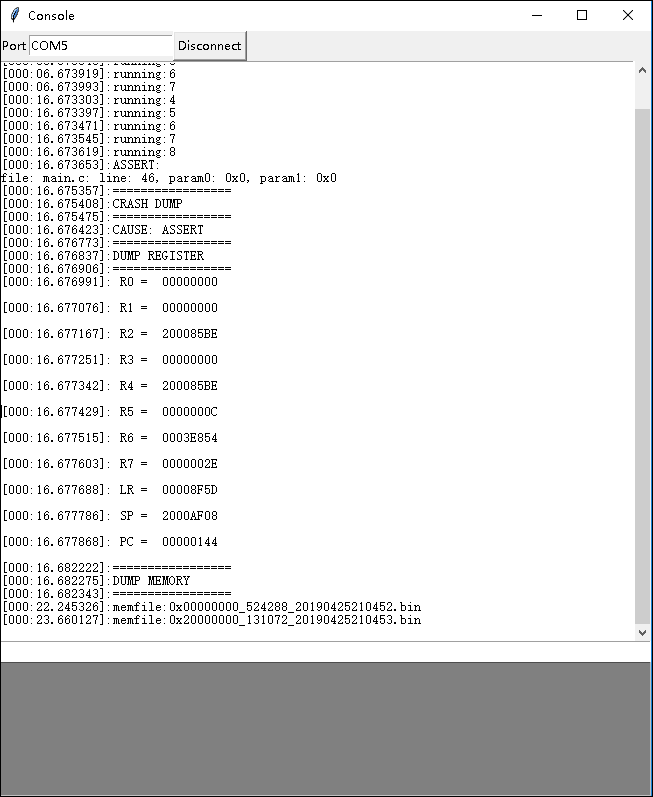 Console
Port COM5 Disconnect
[000:06.673919]:running:6
[000:06.673993]:running:7
[000:16.673303]:running:4
[000:16.673397]:running:5
[000:16.673471]:running:6
[000:16.673545]:running:7
[000:16.673619]:running:8
[000:16.673653]:ASSERT:
file: main.c: line: 46, param0: 0x0, param1: 0x0
[000:16.675357]:=================
[000:16.675408]:CRASH DUMP
[000:16.675475]:=================
[000:16.676423]:CAUSE: ASSERT
[000:16.676773]:=================
[000:16.676837]:DUMP REGISTER
[000:16.676906]:=================
[000:16.676991]: R0 =  00000000
[000:16.677076]: R1 =  00000000
[000:16.677167]: R2 =  200085BE
[000:16.677251]: R3 =  00000000
[000:16.677342]: R4 =  200085BE
[000:16.677429]: R5 =  0000000C
[000:16.677515]: R6 =  0003E854
[000:16.677603]: R7 =  0000002E
[000:16.677688]: LR =  00008F5D
[000:16.677786]: SP =  2000AF08
[000:16.677868]: PC =  00000144
[000:16.682222]:=================
[000:16.682275]:DUMP MEMORY
[000:16.682343]:=================
[000:22.245326]:memfile:0x00000000_524288_20190425210452.bin
[000:23.660127]:memfile:0x20000000_131072_20190425210453.bin